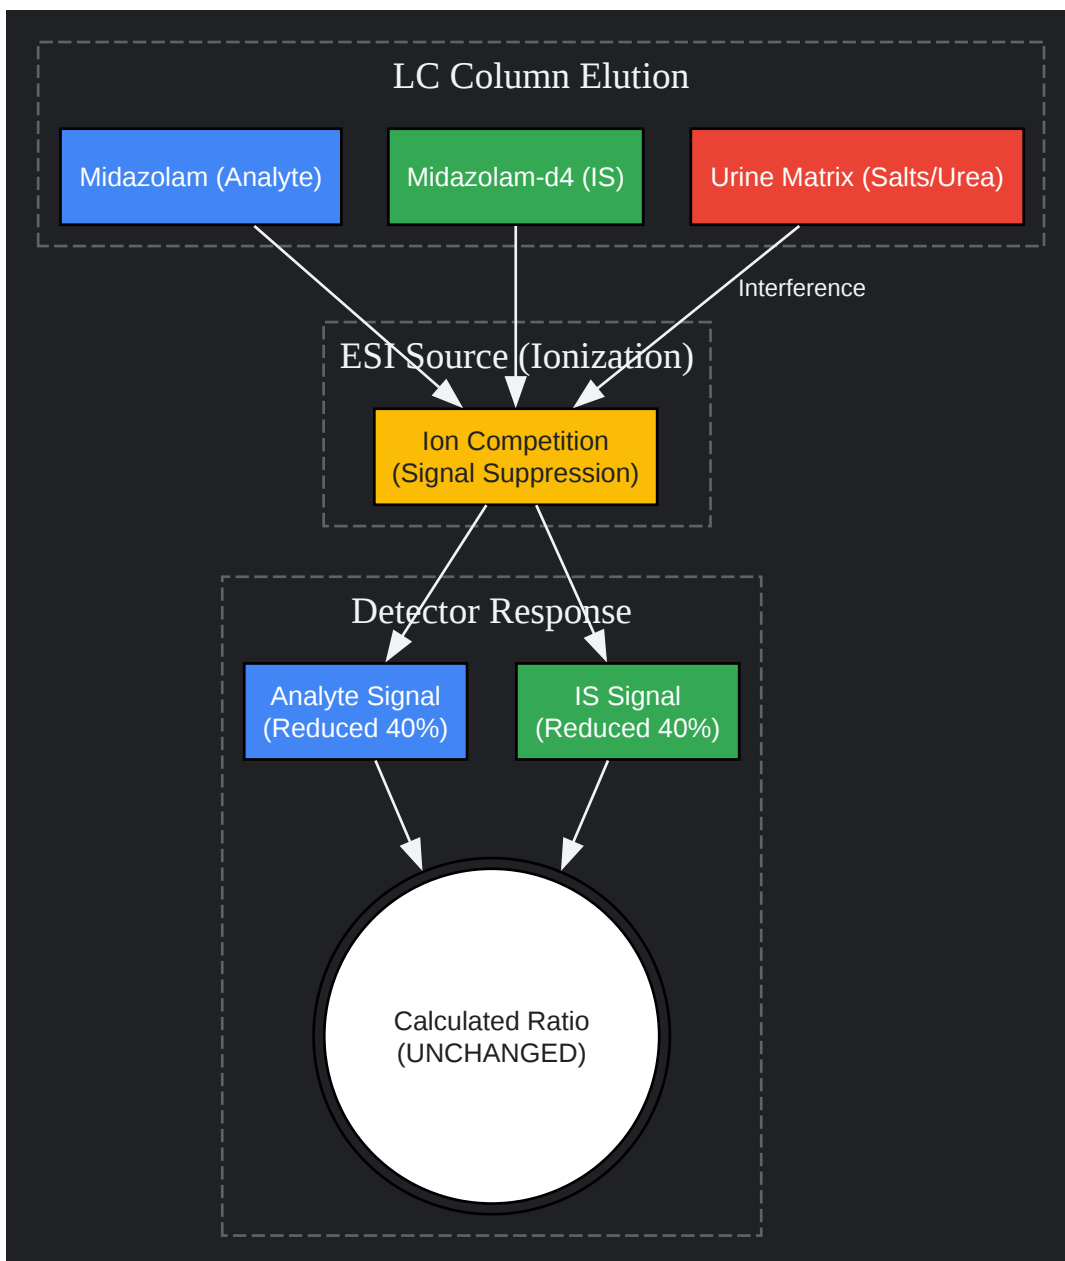 LC Column Elution
Midazolam (Analyte)
Midazolam-d4 (IS)
Urine Matrix (Salts/Urea)
Interference
ESI Source (Ionization)
Ion Competition
(Signal Suppression)
Detector Response
Analyte Signal
(Reduced 40%)
IS Signal
(Reduced 40%)
Calculated Ratio
(UNCHANGED)